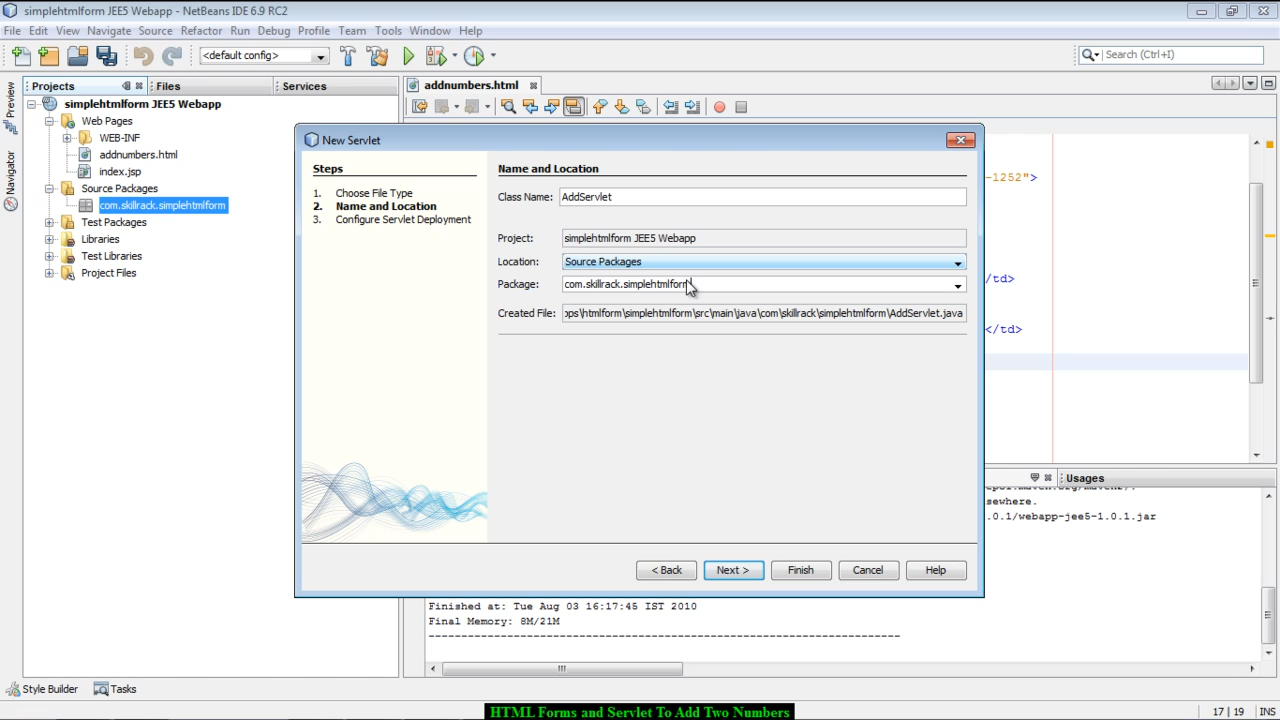 simplehtmlform JEE5 Webapp - NetBeans IDE 6.9 RC2
File Edit View Navigate Source Refactor Run Debug Profile Team Tools Window Help
<default config>
Search (Ctrl+I)
Projects
Files
Services
addnumbers.html
Preview
Navigator
simplehtmlform JEE5 Webapp
Web Pages
WEB-INF
addnumbers.html
index.jsp
Source Packages
com.skillrack.simplehtmlform
Test Packages
Libraries
Test Libraries
Project Files
New Servlet
Steps
1. Choose File Type
2. Name and Location
3. Configure Servlet Deployment
Name and Location
Class Name: AddServlet
Project: simplehtmlform JEE5 Webapp
Location: Source Packages
Package: com.skillrack.simplehtmlform
Created File: ops\htmlform\simplehtmlform\src\main\java\com\skillrack\simplehtmlform\AddServlet.java
< Back
Next >
Finish
Cancel
Help
-1252">
/td>
</td>
Usages
sewhere.
.0.1/webapp-jee5-1.0.1.jar
Finished at: Tue Aug 03 16:17:45 IST 2010
Final Memory: 8M/21M
------------------------------------------------------------------------
Style Builder
Tasks
HTML Forms and Servlet To Add Two Numbers
17 | 19 INS